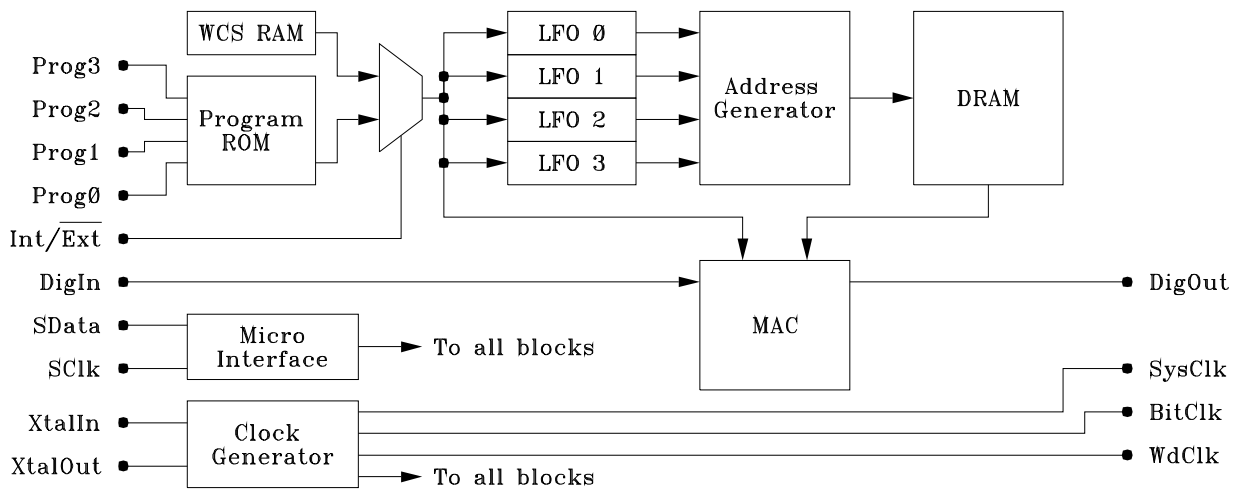 WCS RAM
Prog3
Prog2
Prog1
Prog0
Int/Ext
DigIn
SData
SClk
XtalIn
XtalOut
Program
ROM
LFO 0
LFO 1
LFO 2
LFO 3
Address
Generator
DRAM
MAC
Micro
Interface
To all blocks
Clock
Generator
To all blocks
DigOut
SysClk
BitClk
WdClk